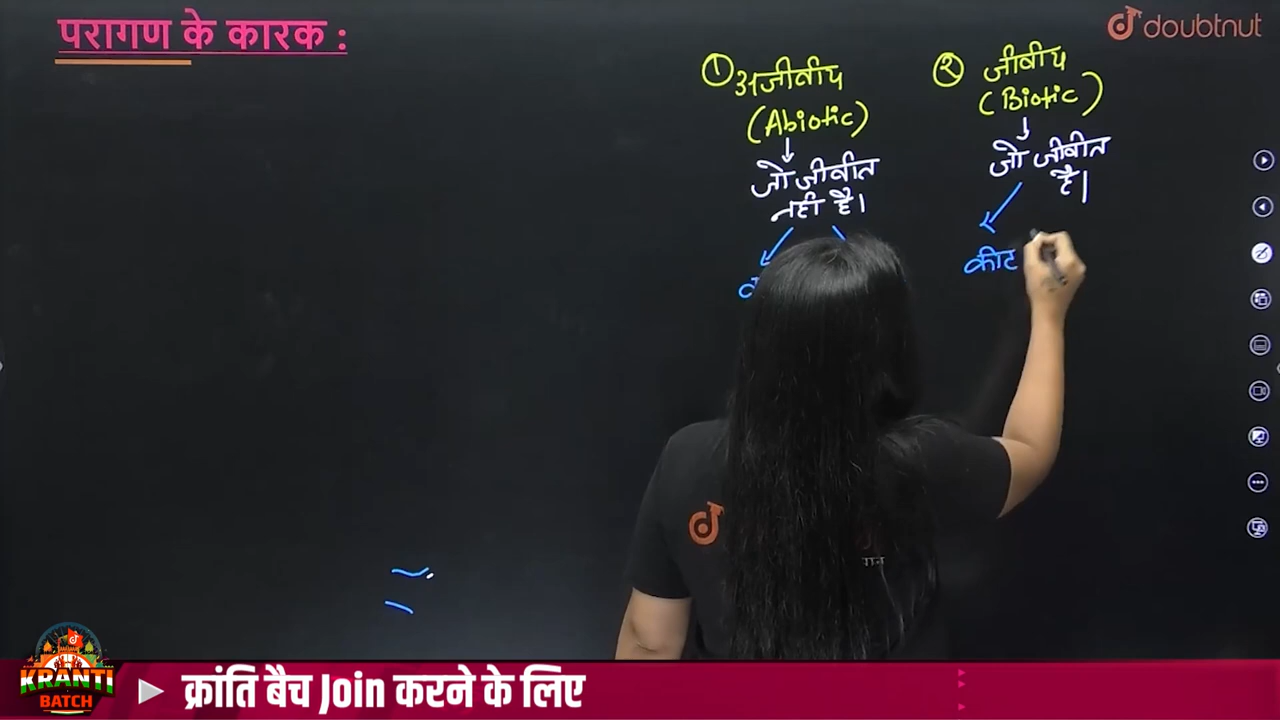 परागण के कारक :
doubtnut
① अजीवीय
(Abiotic)
जो जीवीत
नही है।
② जीवीय
(Biotic)
जो जीवीत
है।
कीट
KRANTI
BATCH
क्रांति बैच Join करने के लिए